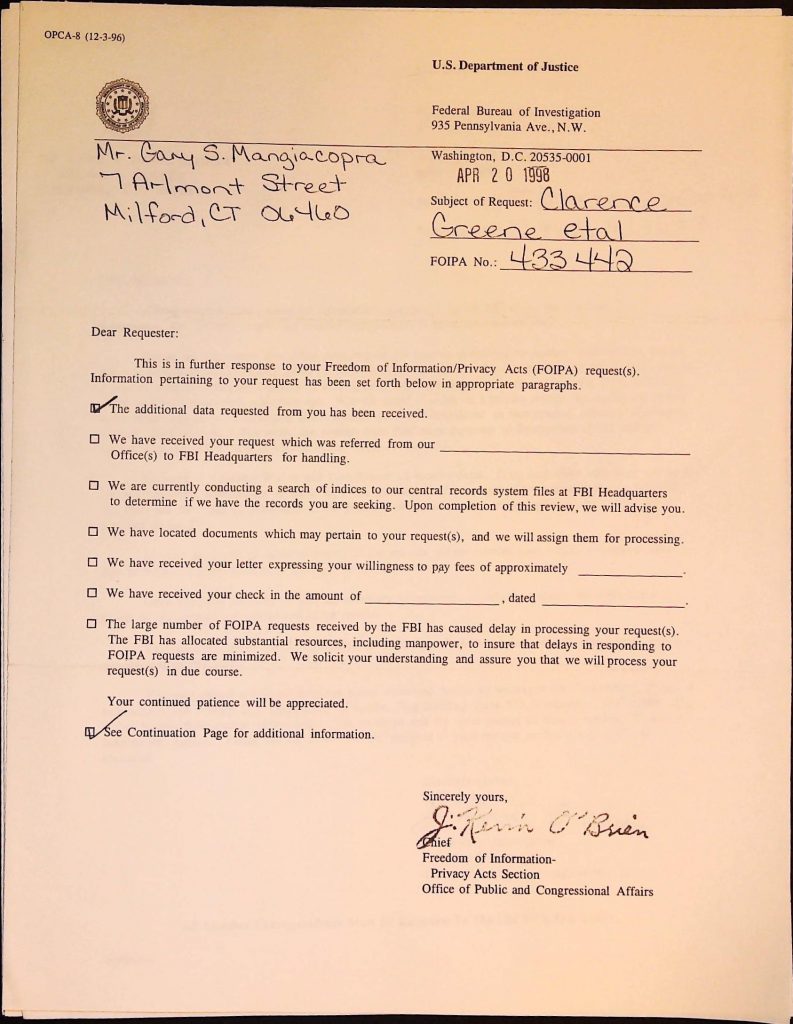 OPCA-8 (12-3-96)
U.S. Department of Justice
Federal Bureau of Investigation
935 Pennsylvania Ave., N.W.
Washington, D.C. 20535-0001
Mr. Gary S. Mangiacopra
7 Arlmont Street
Milford, CT 06460
APR 20 1998
Subject of Request: Clarence
Greene etal
FOIPA No.: 433 442
Dear Requester:
This is in further response to your Freedom of Information/Privacy Acts (FOIPA) request(s).
Information pertaining to your request has been set forth below in appropriate paragraphs.
The additional data requested from you has been received.
We have received your request which was referred from our
Office(s) to FBI Headquarters for handling.
We are currently conducting a search of indices to our central records system files at FBI Headquarters
to determine if we have the records you are seeking. Upon completion of this review, we will advise you.
We have located documents which may pertain to your request(s), and we will assign them for processing.
We have received your letter expressing your willingness to pay fees of approximately .
We have received your check in the amount of , dated .
The large number of FOIPA requests received by the FBI has caused delay in processing your request(s).
The FBI has allocated substantial resources, including manpower, to insure that delays in responding to
FOIPA requests are minimized. We solicit your understanding and assure you that we will process your
request(s) in due course.
Your continued patience will be appreciated.
See Continuation Page for additional information.
Sincerely yours,
J. Kevin O'Brien
Chief
Freedom of Information-
Privacy Acts Section
Office of Public and Congressional Affairs